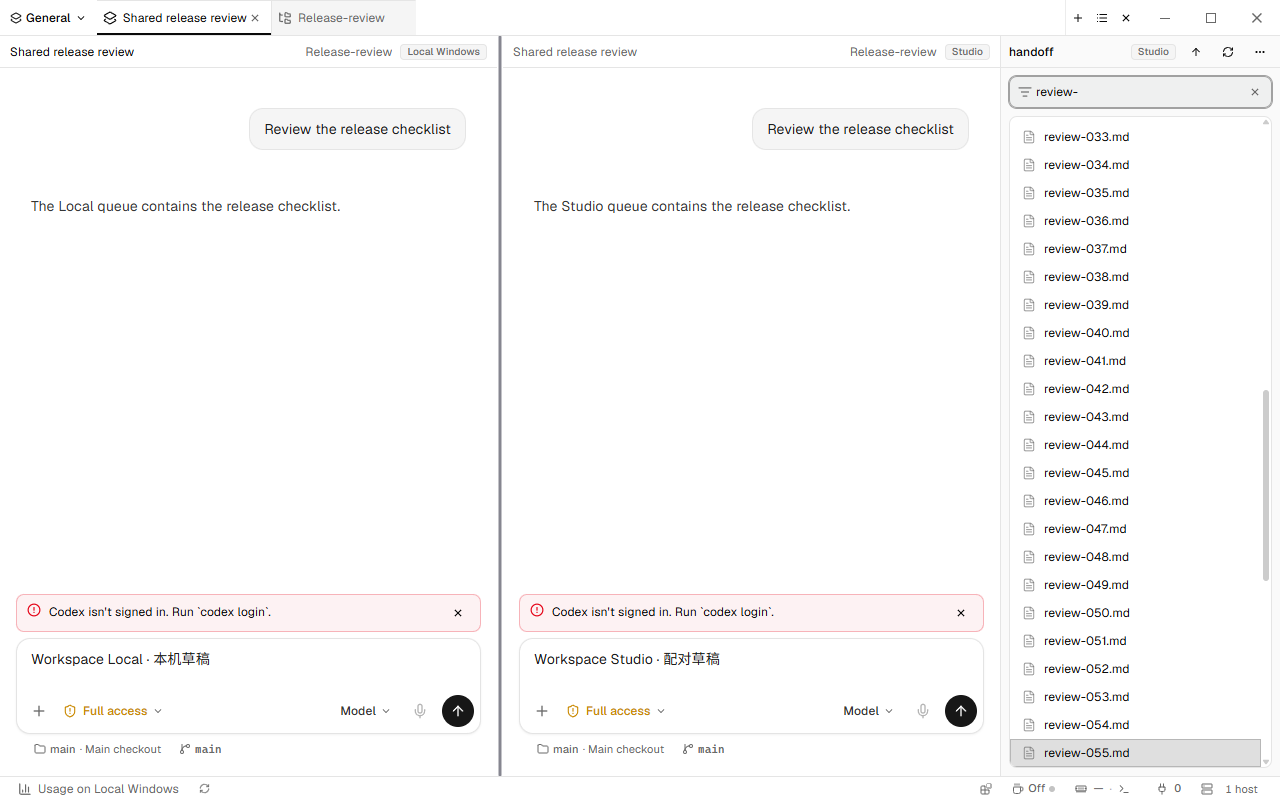 General
Shared release review
Release-review
Shared release review
Release-review
Local Windows
Review the release checklist
The Local queue contains the release checklist.
Codex isn't signed in. Run `codex login`.
Workspace Local · 本机草稿
Full access
Model
main · Main checkout
main
Shared release review
Release-review
Studio
Review the release checklist
The Studio queue contains the release checklist.
Codex isn't signed in. Run `codex login`.
Workspace Studio · 配对草稿
Full access
Model
main · Main checkout
main
handoff
Studio
review-
review-033.md
review-034.md
review-035.md
review-036.md
review-037.md
review-038.md
review-039.md
review-040.md
review-041.md
review-042.md
review-043.md
review-044.md
review-045.md
review-046.md
review-047.md
review-048.md
review-049.md
review-050.md
review-051.md
review-052.md
review-053.md
review-054.md
review-055.md
Usage on Local Windows
Off
— ·
0
1 host